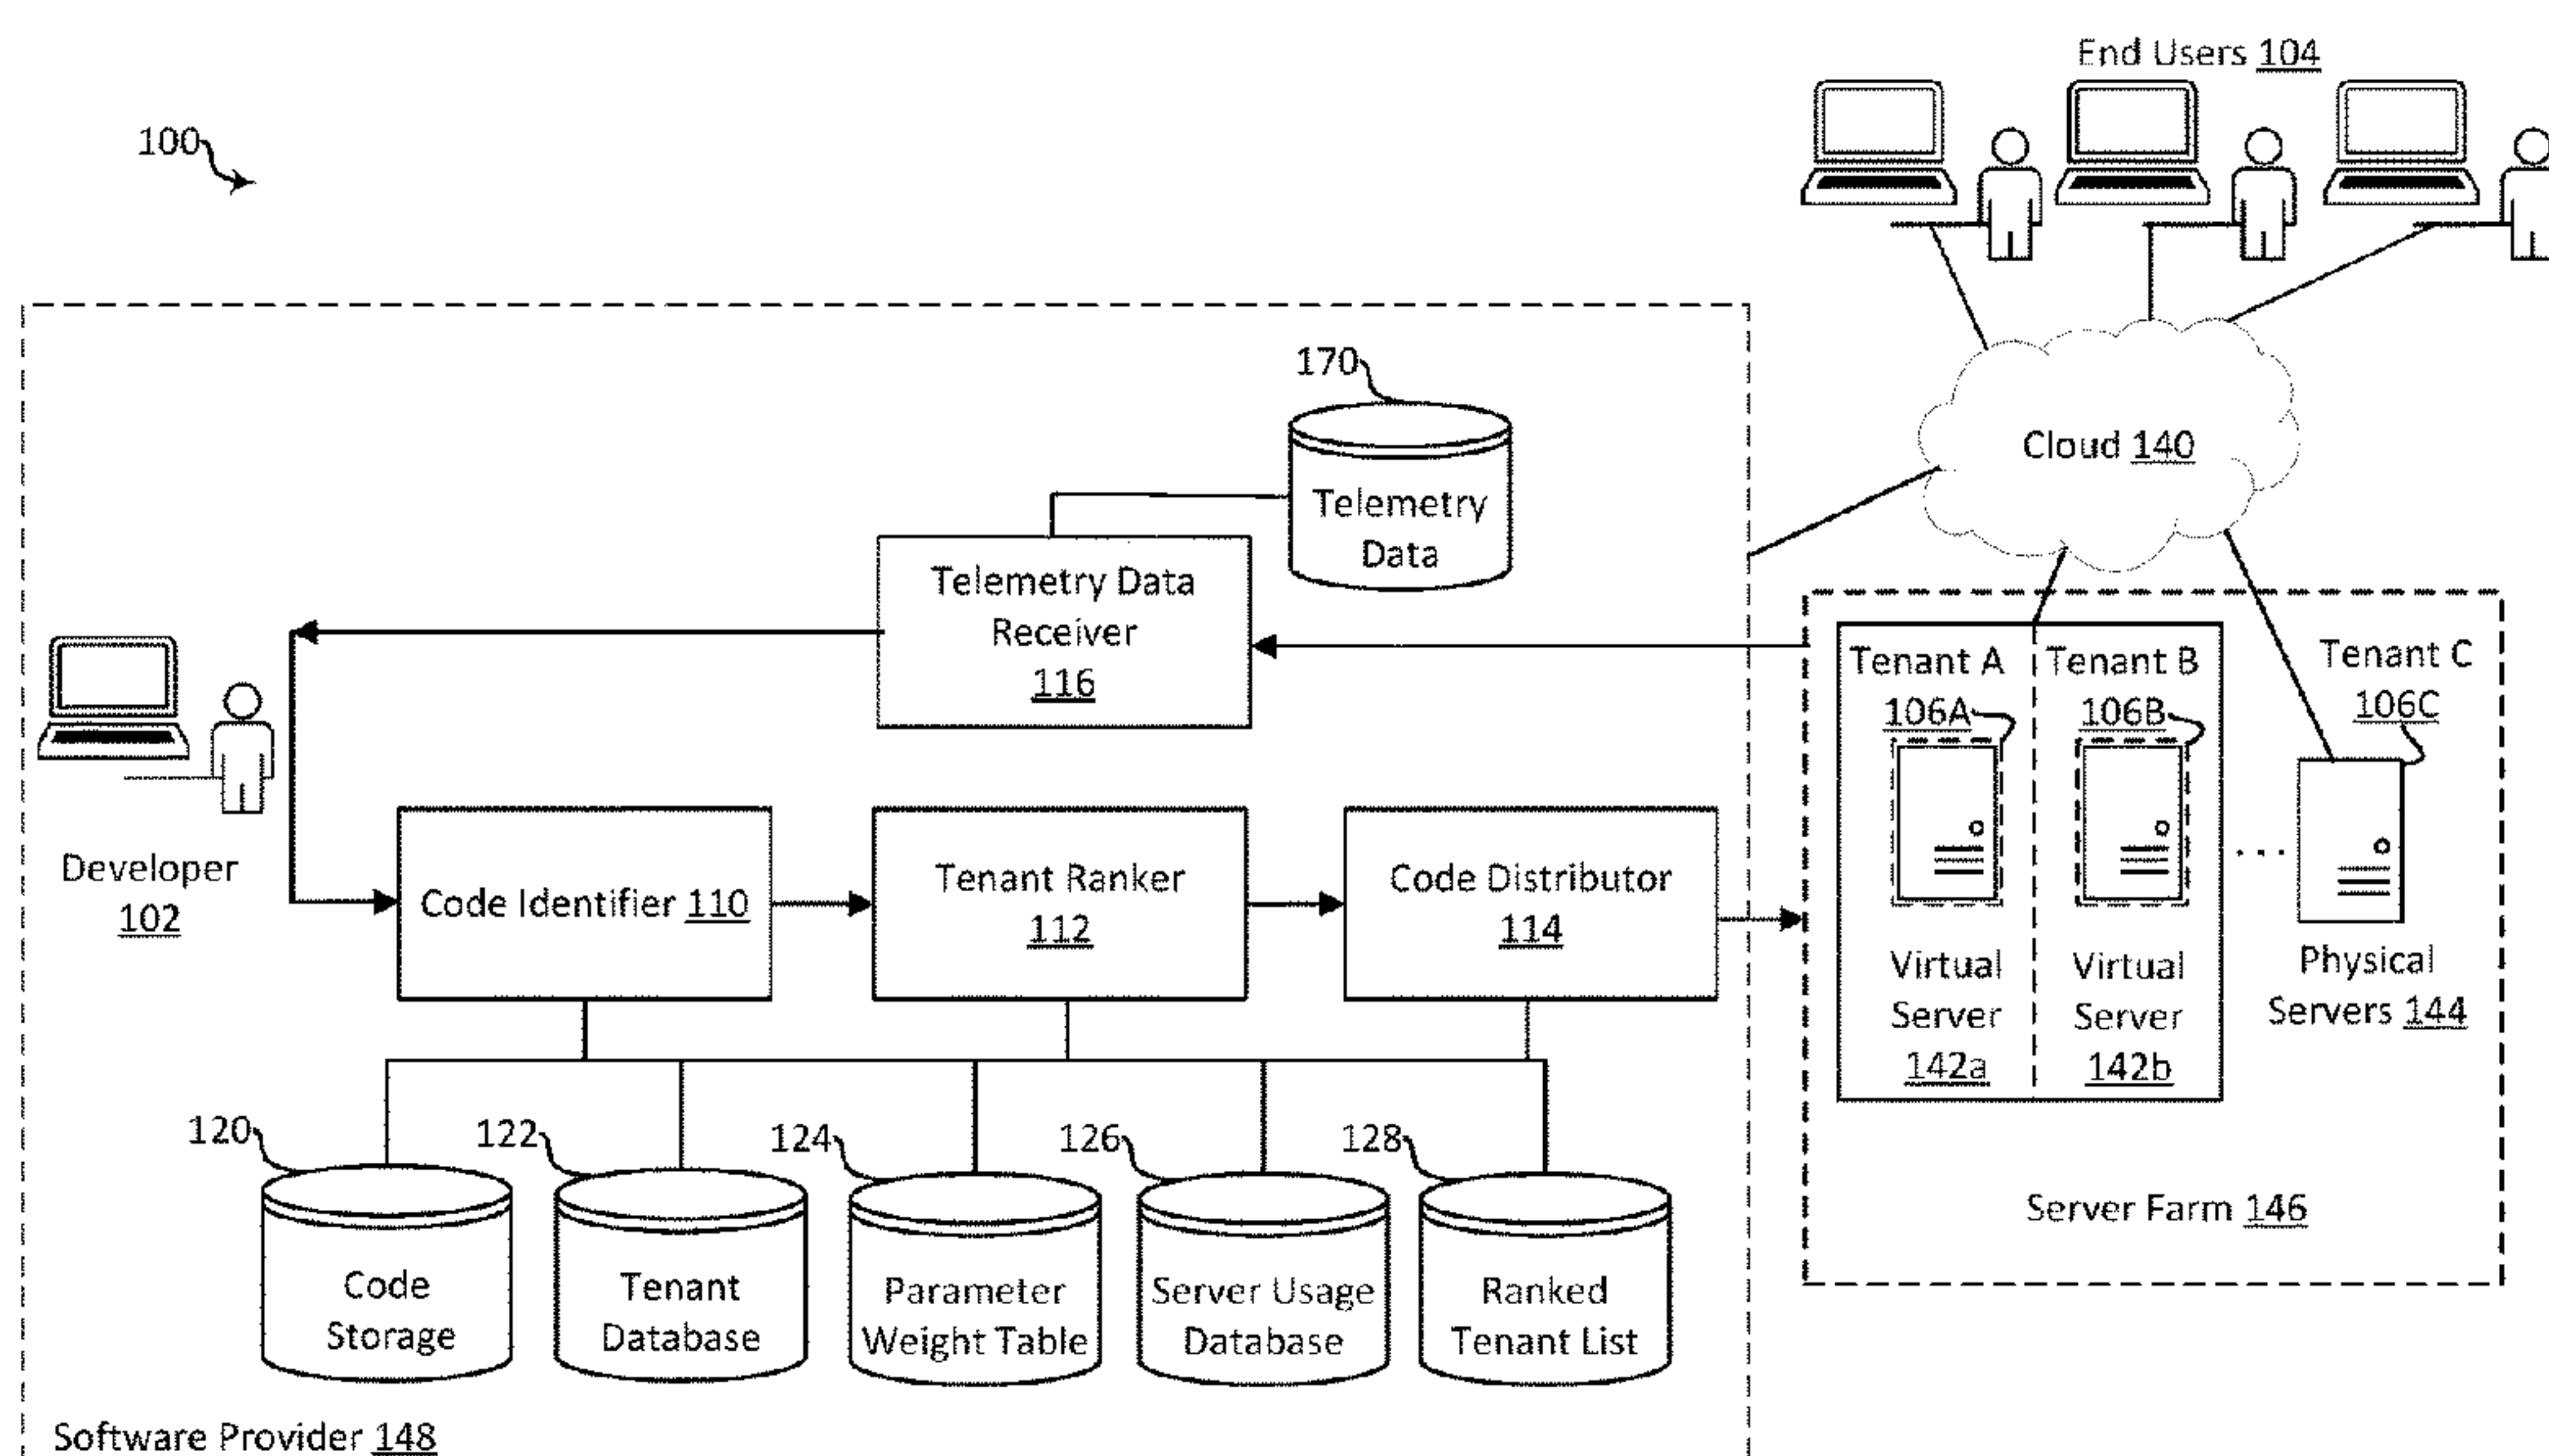 End Users 104
100
170
Cloud 140
Telemetry
Data
Telemetry Data
Receiver
116
Tenant A
106A
Tenant B
106B
Tenant C
106C
Developer
102
Code Identifier 110
Tenant Ranker
112
Code Distributor
114
...
Virtual
Server
142a
Virtual
Server
142b
Physical
Servers 144
120
122
124
126
128
Server Farm 146
Code
Storage
Tenant
Database
Parameter
Weight Table
Server Usage
Database
Ranked
Tenant List
Software Provider 148